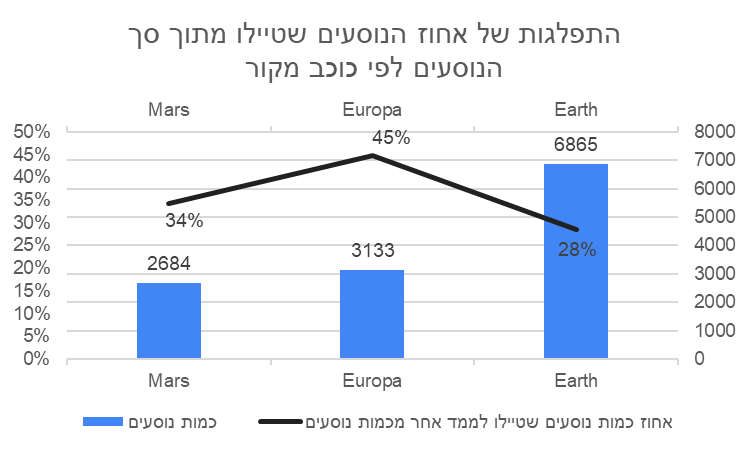 התפלגות של אחוז הנוסעים שטיילו מתוך סך
הנוסעים לפי כוכב מקור
Mars Europa Earth
50% 8000
45% 7000
40% 6000
35% 5000
30% 4000
25% 3000
20% 2000
15% 1000
10% 0
5%
0%
34% 45% 28%
2684 3133 6865
Mars Europa Earth
כמות נוסעים
אחוז כמות נוסעים שטיילו לממד אחר מכמות נוסעים